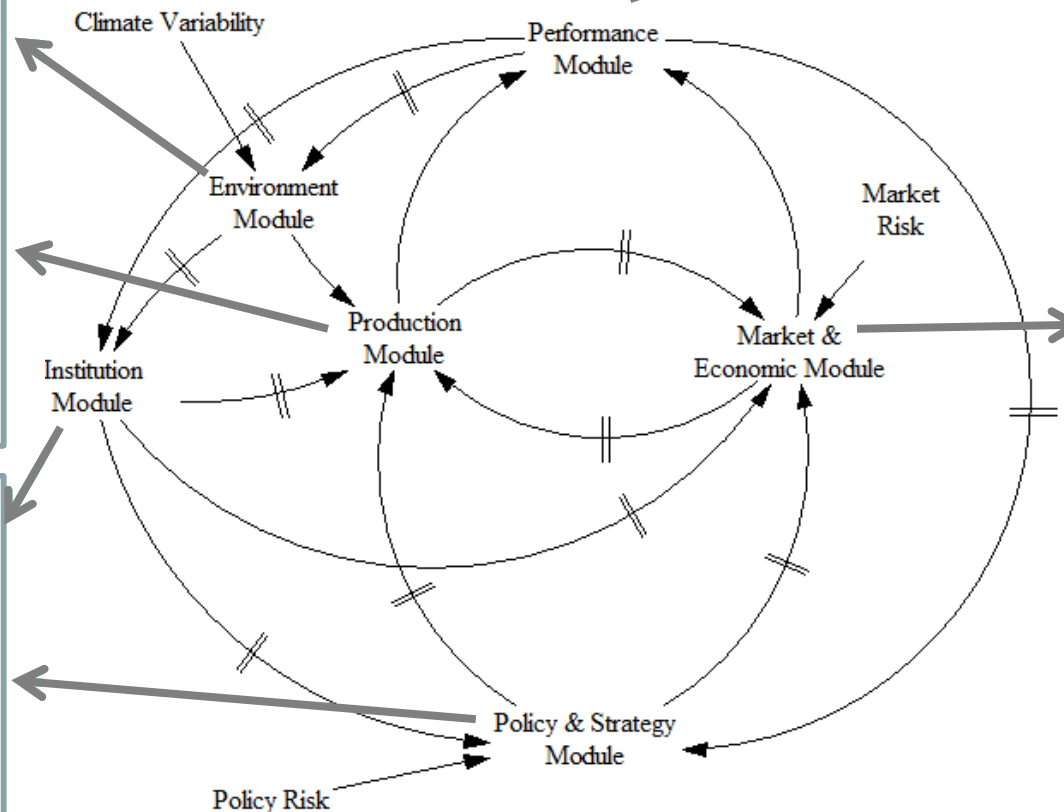 Climate Variability
Performance
Module
Environment
Module
Market
Risk
Production
Module
Market &
Economic Module
Institution
Module
Policy & Strategy
Module
Policy Risk